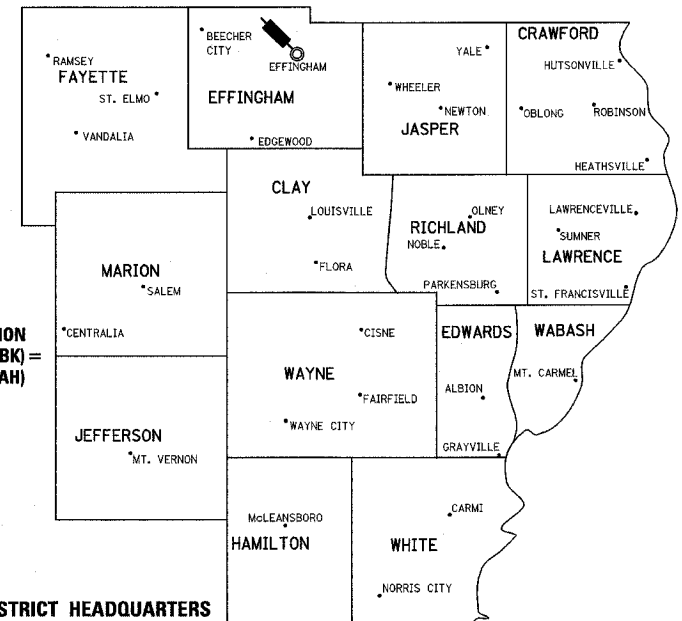 BEECHER
CITY
EFFINGHAM
EFFINGHAM
EDGEWOOD
RAMSEY
FAYETTE
ST. ELMO
VANDALIA
YALE
WHEELER
NEWTON
JASPER
CRAWFORD
HUTSONVILLE
OBLONG
ROBINSON
HEATHSVILLE
CLAY
LOUISVILLE
FLORA
OLNEY
RICHLAND
NOBLE
PARKENSBURG
LAWRENCEVILLE
SUMNER
LAWRENCE
ST. FRANCISVILLE
MARION
SALEM
CENTRALIA
BK) =
AH)
CISNE
WAYNE
FAIRFIELD
WAYNE CITY
EDWARDS
ALBION
GRAYVILLE
WABASH
MT. CARMEL
JEFFERSON
MT. VERNON
McLEANSBORO
HAMILTON
CARMI
WHITE
NORRIS CITY
STRICT HEADQUARTERS